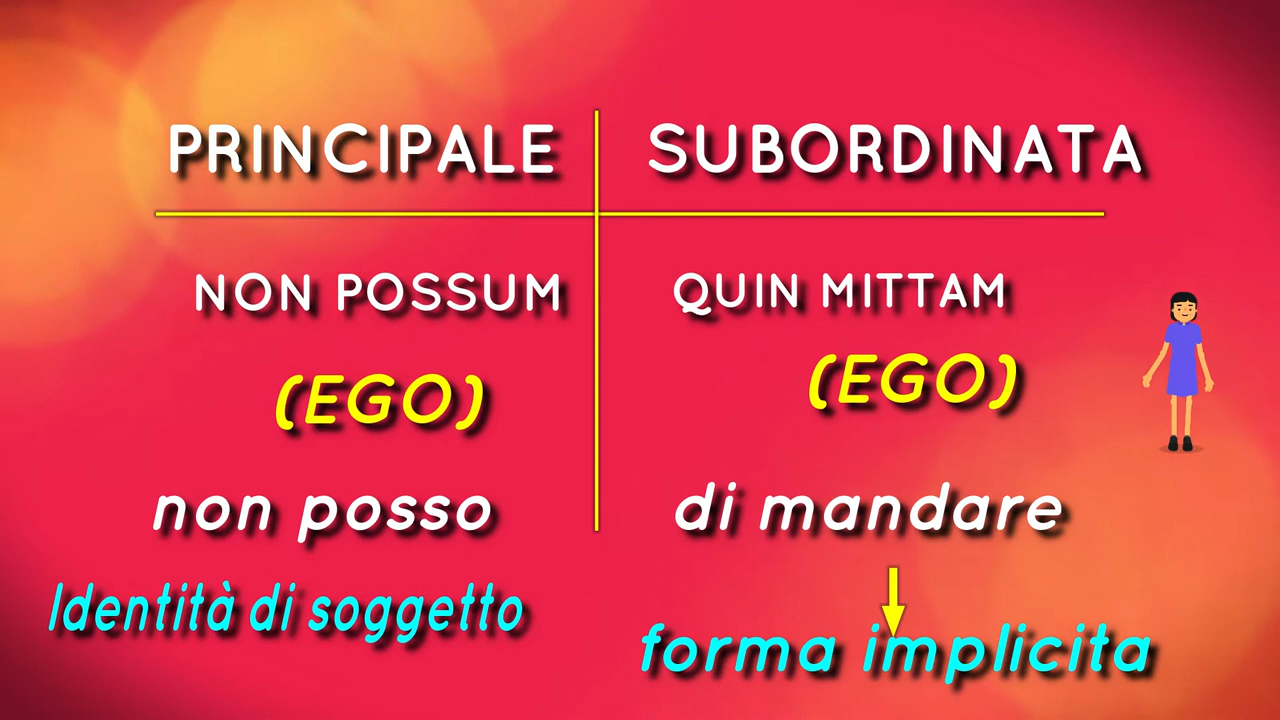 PRINCIPALE SUBORDINATA
NON POSSUM QUIN MITTAM
(EGO) (EGO)
non posso di mandare
Identità di soggetto
forma implicita